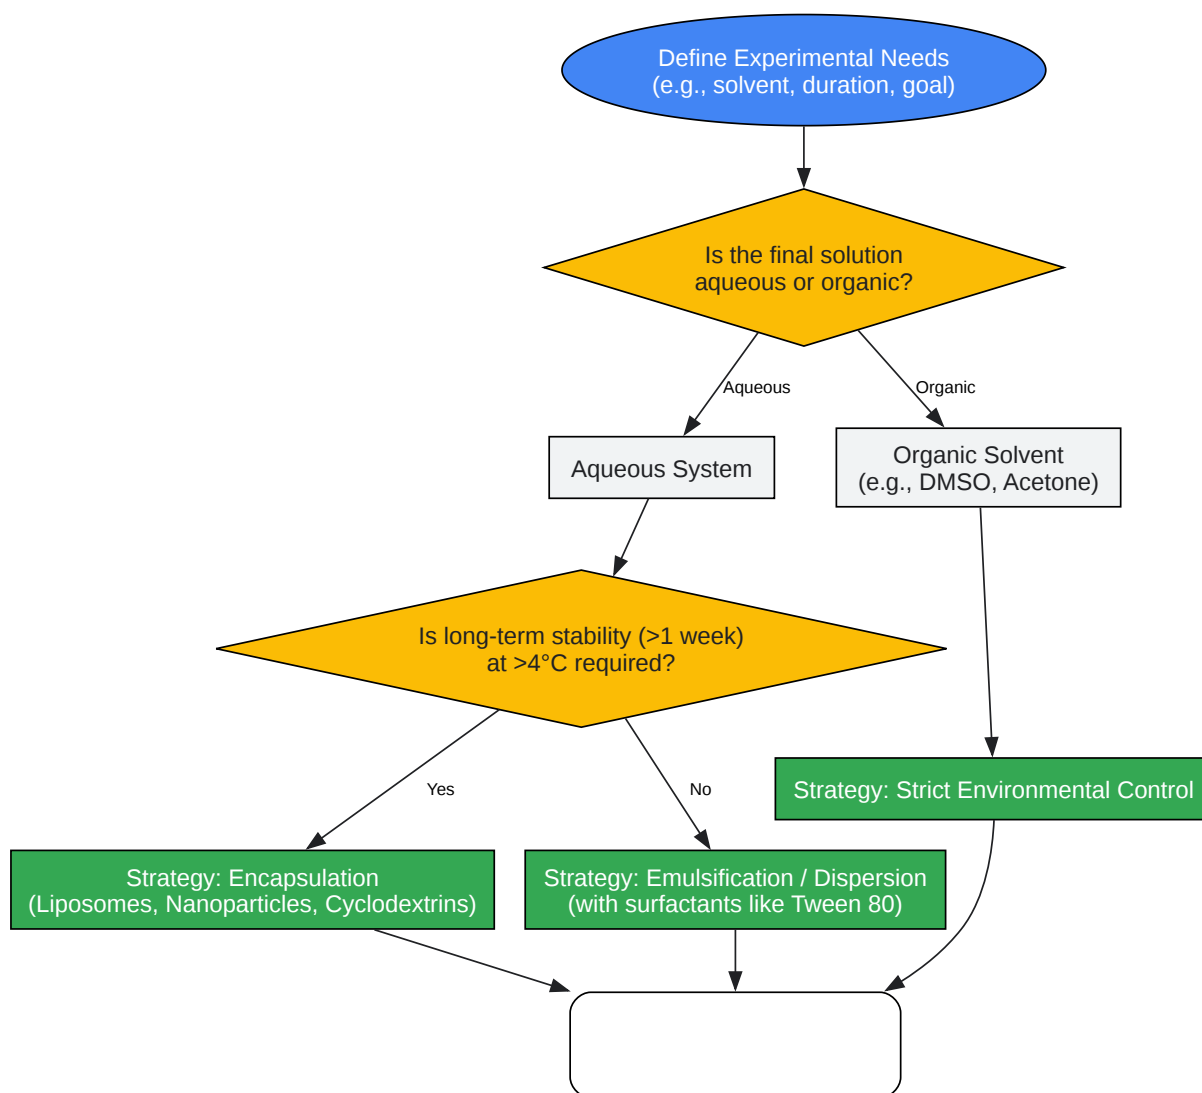 Define Experimental Needs
(e.g., solvent, duration, goal)
Is the final solution
aqueous or organic?
Aqueous
Organic
Aqueous System
Organic Solvent
(e.g., DMSO, Acetone)
Is long-term stability (>1 week)
at >4°C required?
Yes
No
Strategy: Strict Environmental Control
Strategy: Encapsulation
(Liposomes, Nanoparticles, Cyclodextrins)
Strategy: Emulsification / Dispersion
(with surfactants like Tween 80)